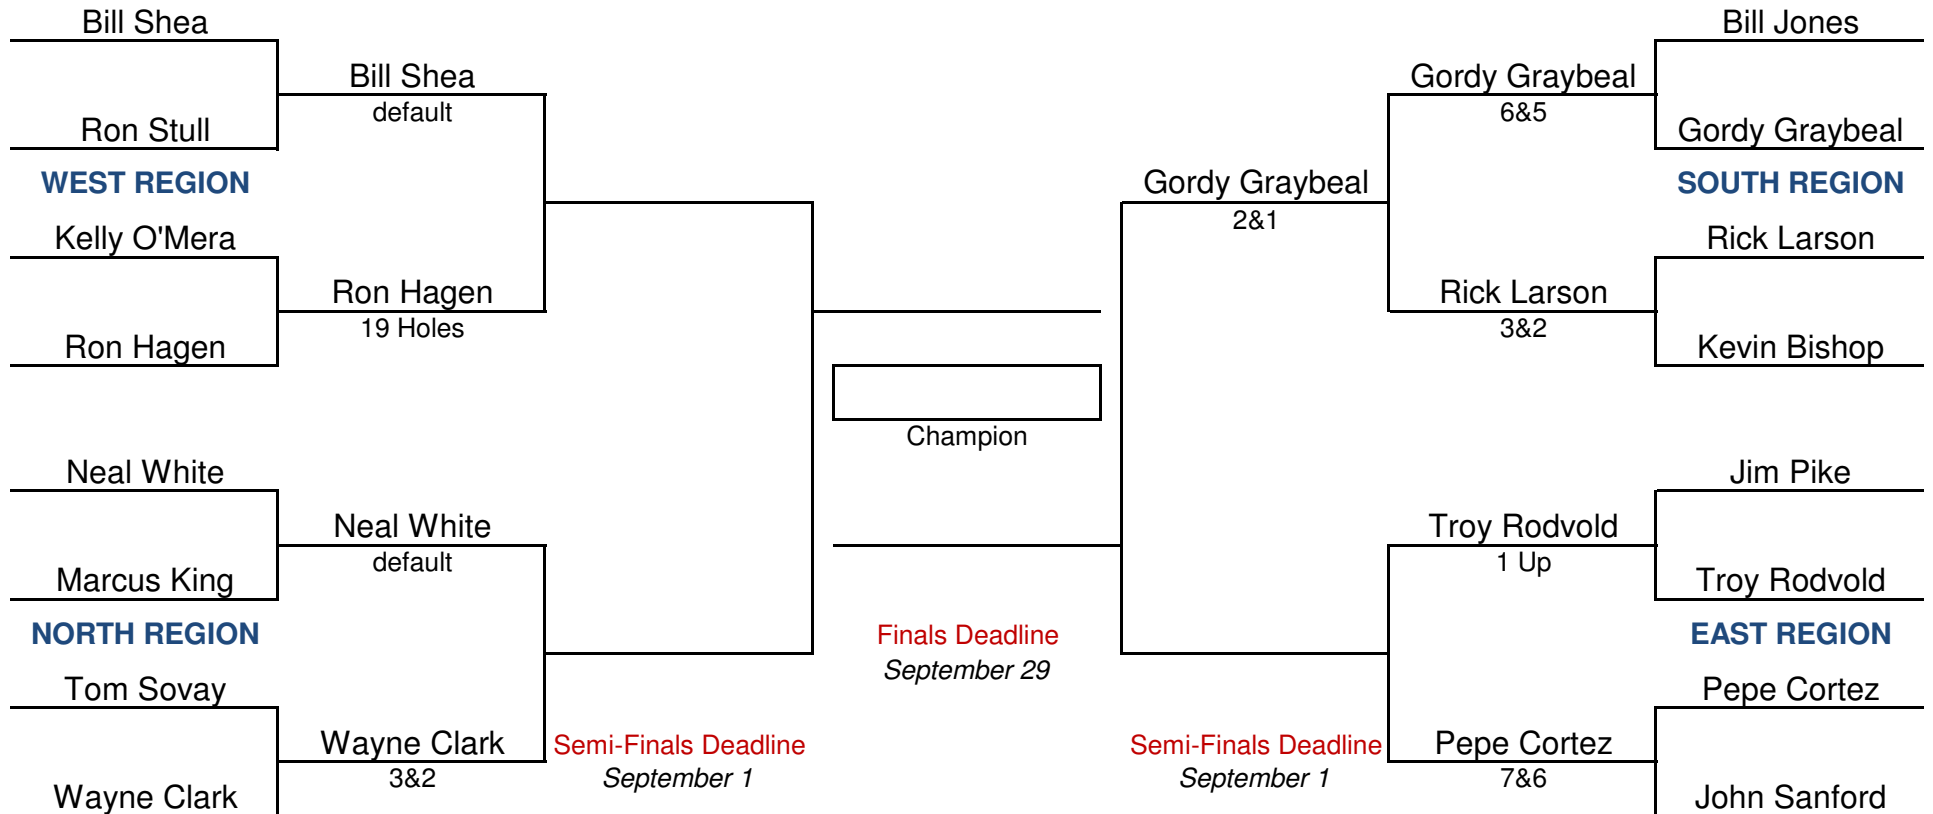 Bill Shea
Bill Jones
Bill Shea
Gordy Graybeal
default
6&5
Ron Stull
Gordy Graybeal
WEST REGION
Gordy Graybeal
SOUTH REGION
2&1
Kelly O'Mera
Rick Larson
Ron Hagen
Rick Larson
19 Holes
3&2
Ron Hagen
Kevin Bishop
Champion
Neal White
Jim Pike
Neal White
Troy Rodvold
default
1 Up
Marcus King
Troy Rodvold
NORTH REGION
Finals Deadline
EAST REGION
September 29
Tom Sovay
Pepe Cortez
Wayne Clark
Semi-Finals Deadline
Semi-Finals Deadline
Pepe Cortez
3&2
September 1
September 1
7&6
Wayne Clark
John Sanford